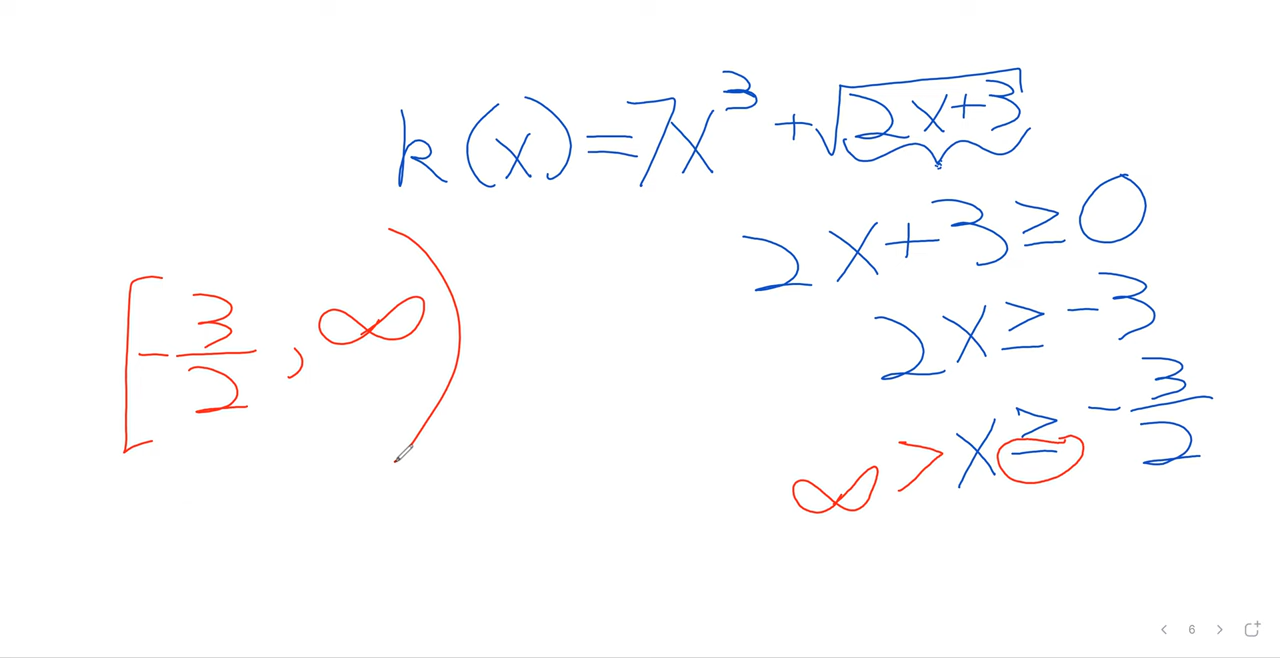 k(x) = 7x³ + √(2x+3)
2x+3 ≥ 0
2x ≥ -3
∞ > x ≥ -3/2
[-3/2, ∞)
6